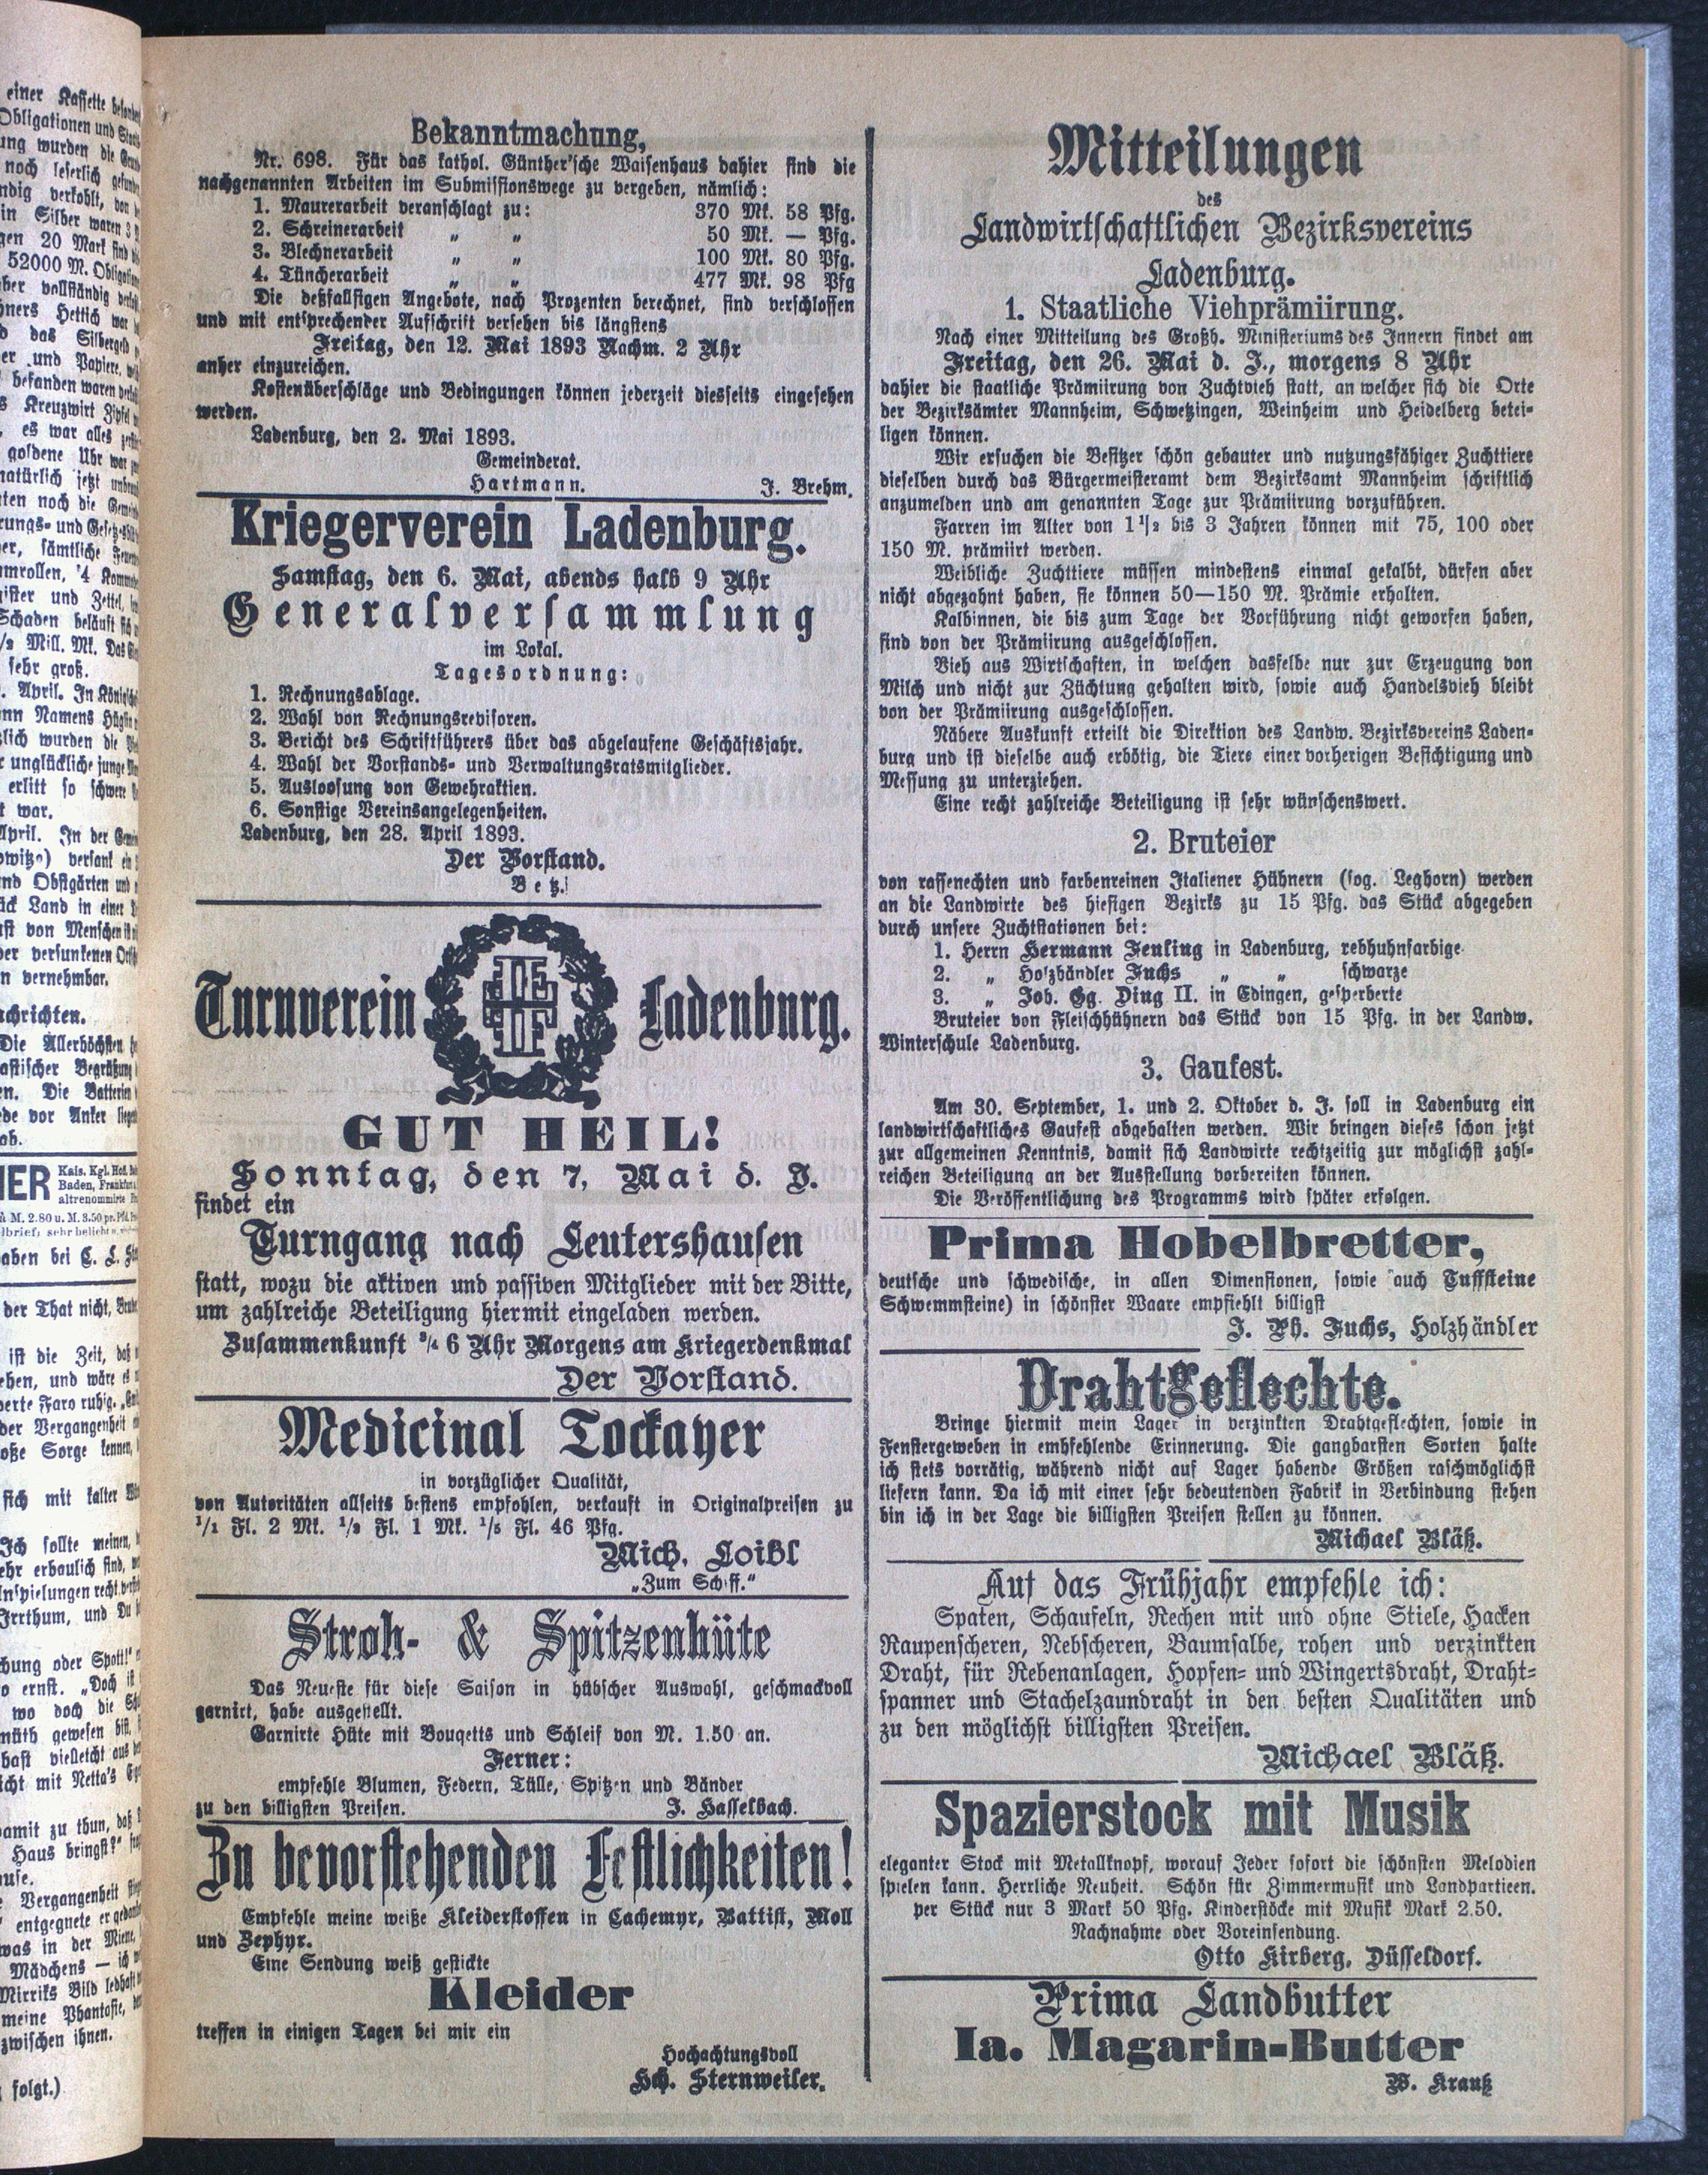 Bekanntmachung,
Nr. 698. Für das kathol. Günther'sche Waisenhaus dahier sind die
nachgenannten Arbeiten im Submissionswege zu vergeben, nämlich:
1. Maurerarbeit veranschlagt zu: 370 Mk. 58 Pfg.
2. Schreinerarbeit „ „ 50 Mk. — Pfg.
3. Blechnerarbeit „ „ 100 Mk. 80 Pfg.
4. Tüncherarbeit „ „ 477 Mk. 98 Pfg
Die deßfallsigen Angebote, nach Prozenten berechnet, sind verschlossen
und mit entsprechender Aufschrift versehen bis längstens
Freitag, den 12. Mai 1893 Nachm. 2 Uhr
anher einzureichen.
Kostenüberschläge und Bedingungen können jederzeit diesseits eingesehen
werden.
Ladenburg, den 2. Mai 1893.
Gemeinderat.
Hartmann. J. Brehm.
Kriegerverein Ladenburg.
Samstag, den 6. Mai, abends halb 9 Uhr
Generalversammlung
im Lokal.
Tagesordnung:
1. Rechnungsablage.
2. Wahl von Rechnungsrevisoren.
3. Bericht des Schriftführers über das abgelaufene Geschäftsjahr.
4. Wahl der Vorstands- und Verwaltungsratsmitglieder.
5. Ausloosung von Gewehraktien.
6. Sonstige Vereinsangelegenheiten.
Ladenburg, den 28. April 1893.
Der Vorstand.
Betz.
Turnverein Ladenburg.
GUT HEIL!
Sonntag, den 7. Mai d. J.
findet ein
Turngang nach Leutershausen
statt, wozu die aktiven und passiven Mitglieder mit der Bitte,
um zahlreiche Beteiligung hiermit eingeladen werden.
Zusammenkunft ¾ 6 Uhr Morgens am Kriegerdenkmal
Der Vorstand.
Medicinal Tockayer
in vorzüglicher Qualität,
von Autoritäten allseits bestens empfohlen, verkauft in Originalpreisen zu
1/1 Fl. 2 Mk. 1/2 Fl. 1 Mk. 1/5 Fl. 46 Pfg.
Mich. Loibl
„Zum Schiff.“
Stroh- & Spitzenhüte
Das Neueste für diese Saison in hübscher Auswahl, geschmackvoll
garnirt, habe ausgestellt.
Garnirte Hüte mit Bouqetts und Schleif von M. 1.50 an.
Ferner:
empfehle Blumen, Federn, Tülle, Spitzen und Bänder
zu den billigsten Preisen. J. Hasselbach.
Zu bevorstehenden Festlichkeiten!
Empfehle meine weiße Kleiderstoffen in Cachemyr, Battist, Moll
und Zephyr.
Eine Sendung weiß gestickte
Kleider
treffen in einigen Tagen bei mir ein
Hochachtungsvoll
Hch. Sternweiler.
Mitteilungen
des
Landwirtschaftlichen Bezirksvereins
Ladenburg.
1. Staatliche Viehprämiirung.
Nach einer Mitteilung des Großh. Ministeriums des Innern findet am
Freitag, den 26. Mai d. J., morgens 8 Uhr
dahier die staatliche Prämiirung von Zuchtvieh statt, an welcher sich die Orte
der Bezirksämter Mannheim, Schwetzingen, Weinheim und Heidelberg betei-
ligen können.
Wir ersuchen die Besitzer schön gebauter und nutzungsfähiger Zuchttiere
dieselben durch das Bürgermeisteramt dem Bezirksamt Mannheim schriftlich
anzumelden und am genannten Tage zur Prämiirung vorzuführen.
Farren im Alter von 1½ bis 3 Jahren können mit 75, 100 oder
150 M. prämiirt werden.
Weibliche Zuchttiere müssen mindestens einmal gekalbt, dürfen aber
nicht abgezahnt haben, sie können 50—150 M. Prämie erhalten.
Kalbinnen, die bis zum Tage der Vorführung nicht geworfen haben,
sind von der Prämiirung ausgeschlossen.
Vieh aus Wirtschaften, in welchen dasselbe nur zur Erzeugung von
Milch und nicht zur Züchtung gehalten wird, sowie auch Handelsvieh bleibt
von der Prämiirung ausgeschlossen.
Nähere Auskunft erteilt die Direktion des Landw. Bezirksvereins Laden-
burg und ist dieselbe auch erbötig, die Tiere einer vorherigen Besichtigung und
Messung zu unterziehen.
Eine recht zahlreiche Beteiligung ist sehr wünschenswert.
2. Bruteier
von rassenechten und farbenreinen Italiener Hühnern (sog. Leghorn) werden
an die Landwirte des hiesigen Bezirks zu 15 Pfg. das Stück abgegeben
durch unsere Zuchtstationen bei:
1. Herrn Hermann Fenling in Ladenburg, rebhuhnfarbige
2. „ Holzhändler Fuchs „ „ schwarze
3. „ Joh. Gg. Ding II. in Edingen, gesperberte
Bruteier von Fleischhühnern das Stück von 15 Pfg. in der Landw.
Winterschule Ladenburg.
3. Gaufest.
Am 30. September, 1. und 2. Oktober d. J. soll in Ladenburg ein
landwirtschaftliches Gaufest abgehalten werden. Wir bringen dieses schon jetzt
zur allgemeinen Kenntnis, damit sich Landwirte rechtzeitig zur möglichst zahl-
reichen Beteiligung an der Ausstellung vorbereiten können.
Die Veröffentlichung des Programms wird später erfolgen.
Prima Hobelbretter,
deutsche und schwedische, in allen Dimensionen, sowie auch Tuffsteine
Schwemmsteine) in schönster Waare empfiehlt billigst
J. Ph. Fuchs, Holzhändler
Drahtgeflechte.
Bringe hiermit mein Lager in verzinkten Drahtgeflechten, sowie in
Fenstergeweben in embfehlende Erinnerung. Die gangbarsten Sorten halte
ich stets vorrätig, während nicht auf Lager habende Größen raschmöglichst
liefern kann. Da ich mit einer sehr bedeutenden Fabrik in Verbindung stehen
bin ich in der Lage die billigsten Preisen stellen zu können.
Michael Bläß.
Auf das Frühjahr empfehle ich:
Spaten, Schaufeln, Rechen mit und ohne Stiele, Hacken
Raupenscheren, Rebscheren, Baumsalbe, rohen und verzinkten
Draht, für Rebenanlagen, Hopfen- und Wingertsdraht, Draht-
spanner und Stachelzaundraht in den besten Qualitäten und
zu den möglichst billigsten Preisen.
Michael Bläß.
Spazierstock mit Musik
eleganter Stock mit Metallknopf, worauf Jeder sofort die schönsten Melodien
spielen kann. Herrliche Neuheit. Schön für Zimmermusik und Landpartieen.
per Stück nur 3 Mark 50 Pfg. Kinderstöcke mit Musik Mark 2.50.
Nachnahme oder Voreinsendung.
Otto Kirberg, Düsseldorf.
Prima Landbutter
Ia. Magarin-Butter
W. Krauß